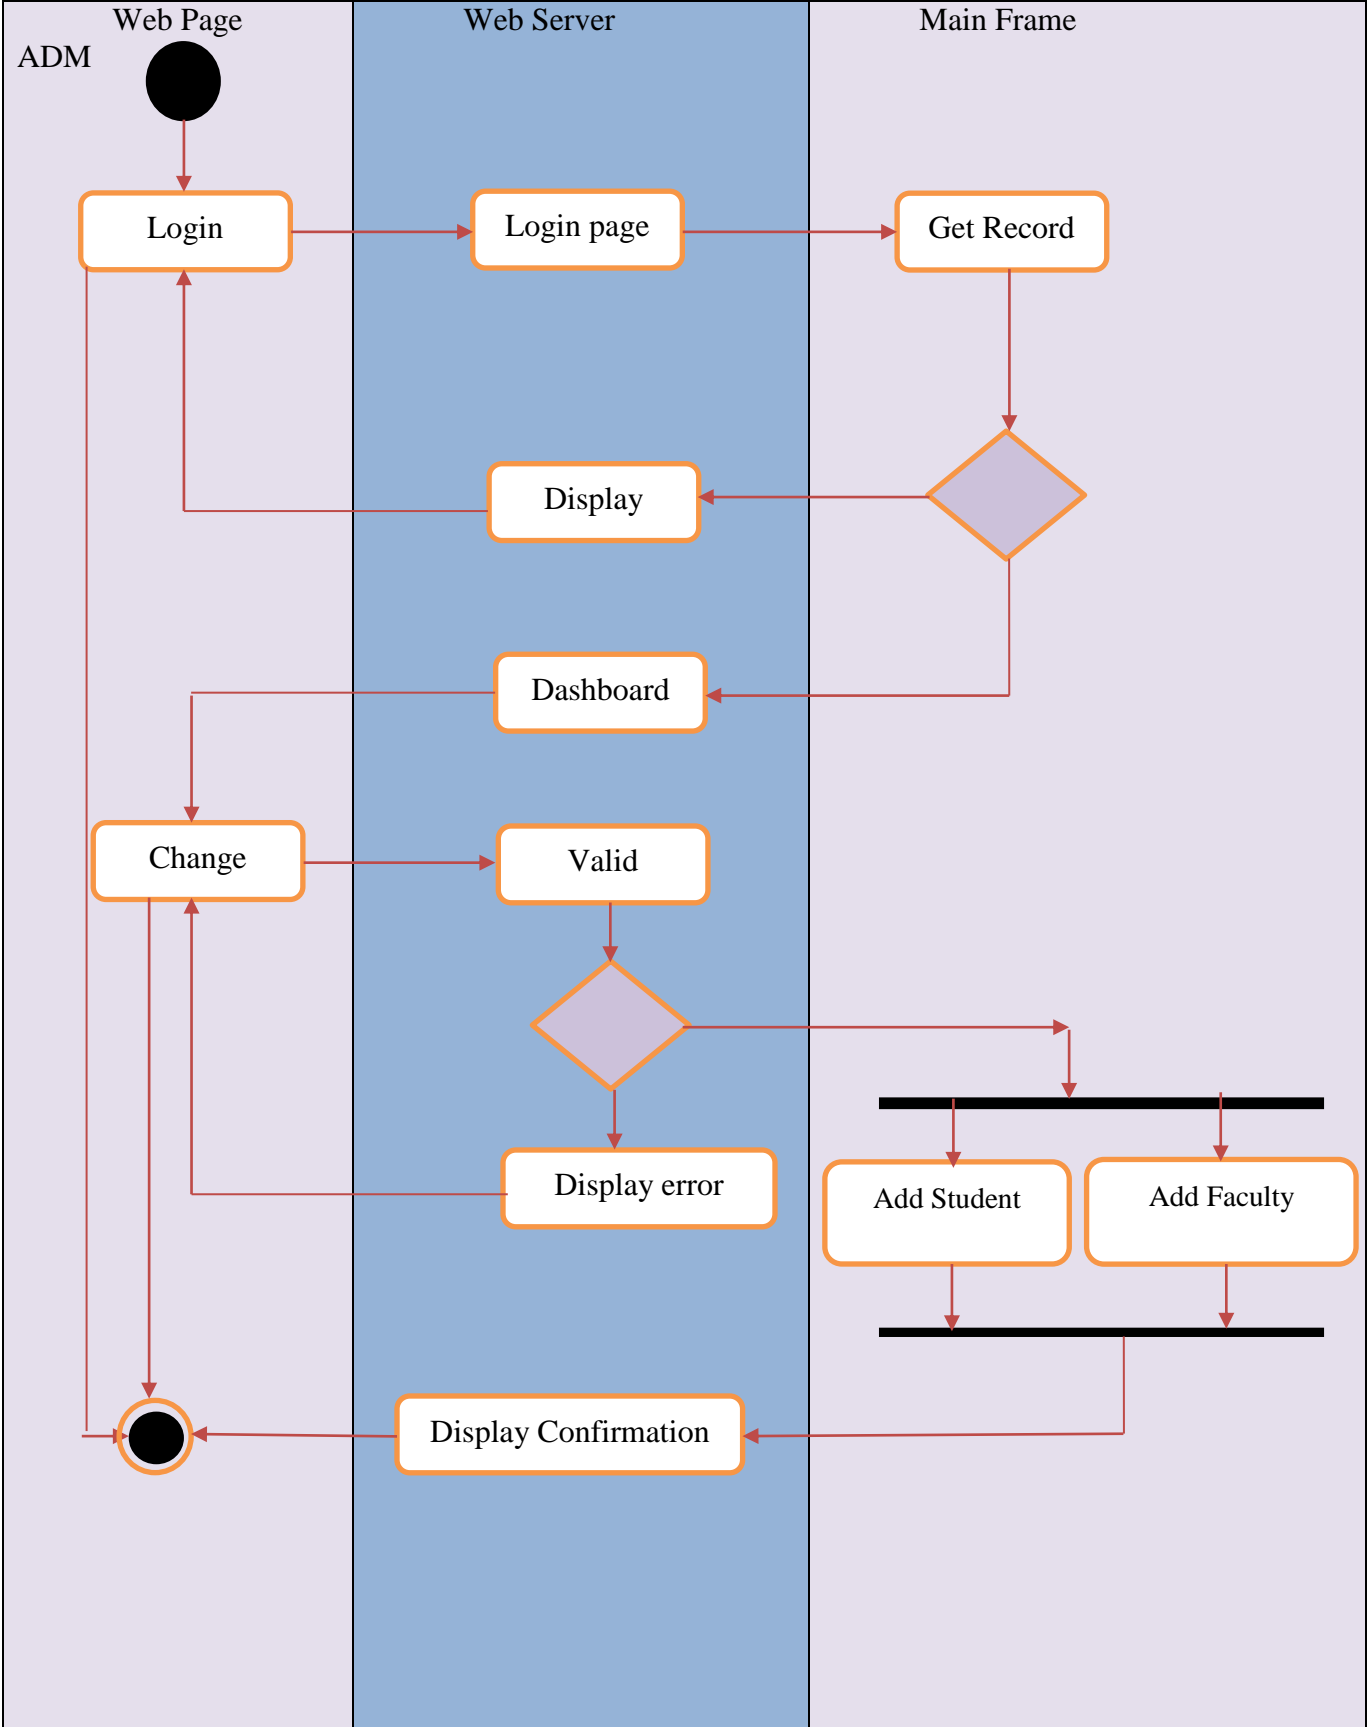 Web Page
Web Server
Main Frame
ADM
Login
Login page
Get Record
Display
Dashboard
Change
Valid
Display error
Add Student
Add Faculty
Display Confirmation